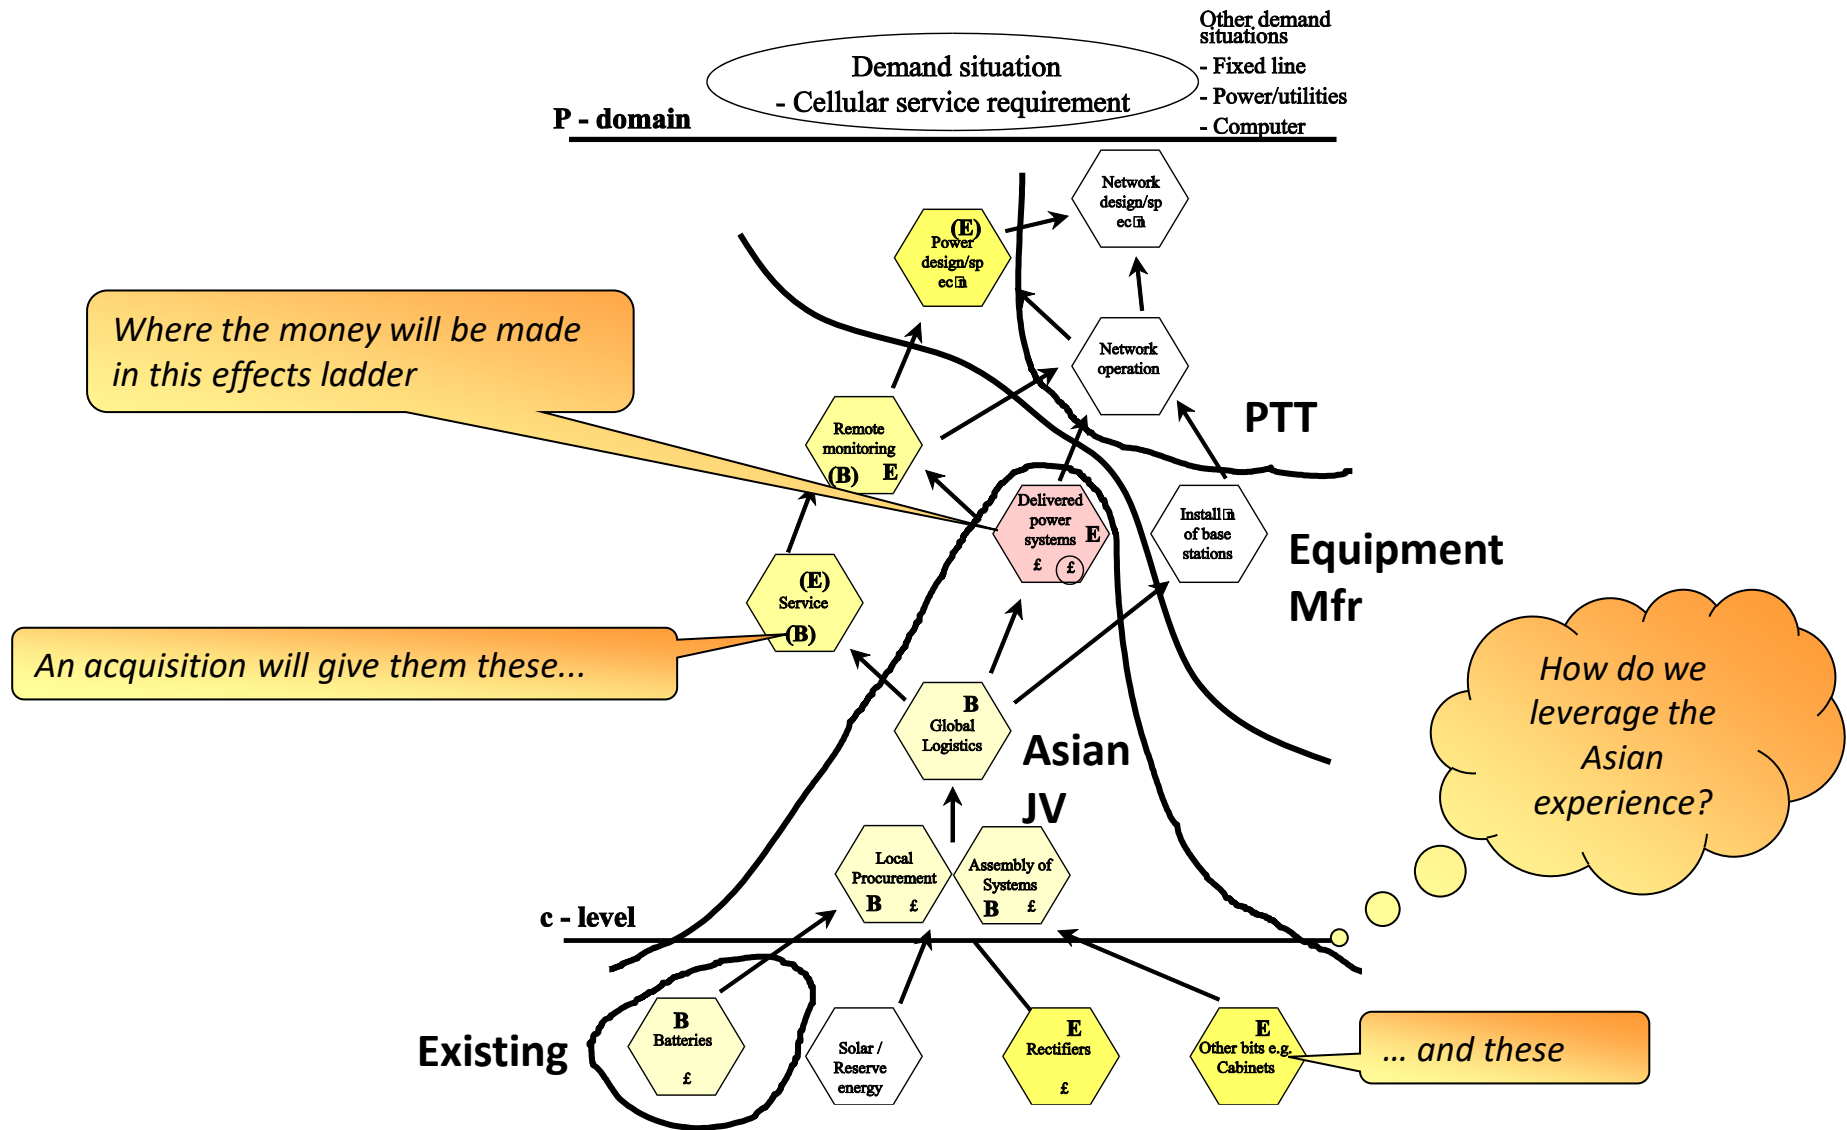 Other demand
situations
- Fixed line
- Power/utilities
- Computer
Demand situation
- Cellular service requirement
P - domain
Network
design/sp
(E)
Power
design/sp
Where the money will be made
in this effects ladder
Network
operation
PTT
Remote
monitoring
(B) E
Delivered
power
systems E
£ £
of base
stations
Equipment
Mfr
(E)
Service
(B)
An acquisition will give them these...
How do we
leverage the
Asian
experience?
B
Global
Logistics
Asian
JV
Local
Procurement
B £
Assembly of
Systems
B £
c - level
Existing
B
Batteries
£
Solar /
Reserve
energy
E
Rectifiers
£
E
Other bits e.g.
Cabinets
... and these